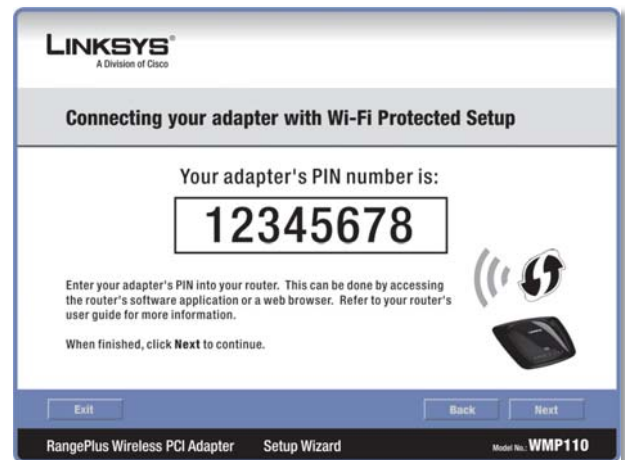 LINKSYS®
A Division of Cisco
Connecting your adapter with Wi-Fi Protected Setup
Your adapter's PIN number is:
12345678
Enter your adapter's PIN into your router. This can be done by accessing
the router's software application or a web browser. Refer to your router's
user guide for more information.
When finished, click Next to continue.
Exit
Back
Next
RangePlus Wireless PCI Adapter Setup Wizard Model No.: WMP110